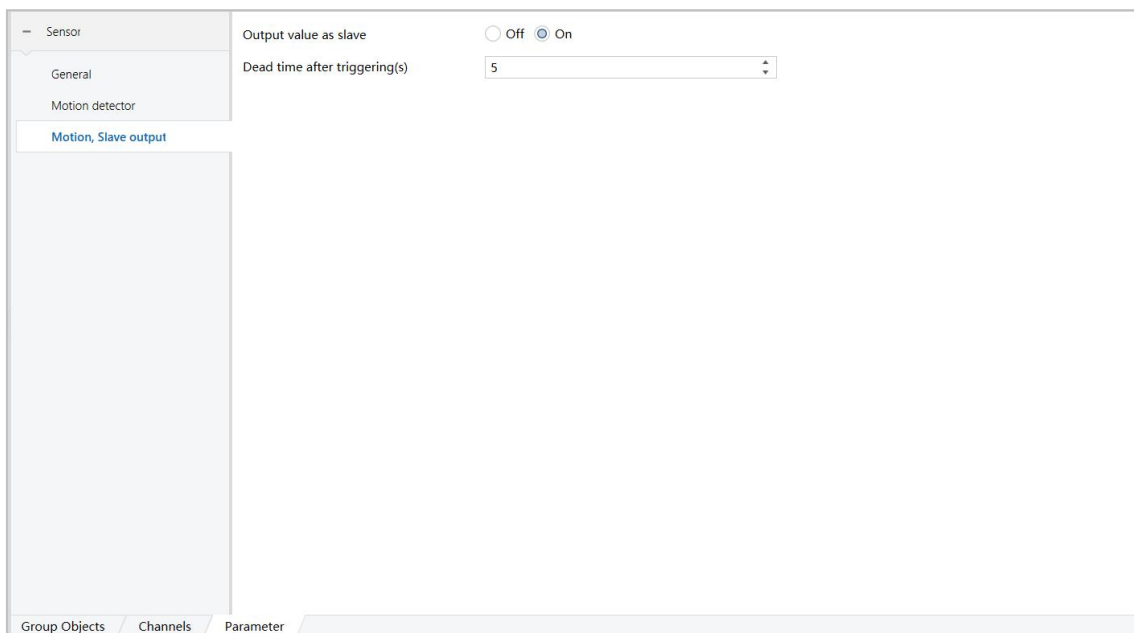 − Sensor
General
Motion detector
Motion, Slave output
Output value as slave Off On
Dead time after triggering(s) 5
Group Objects / Channels / Parameter